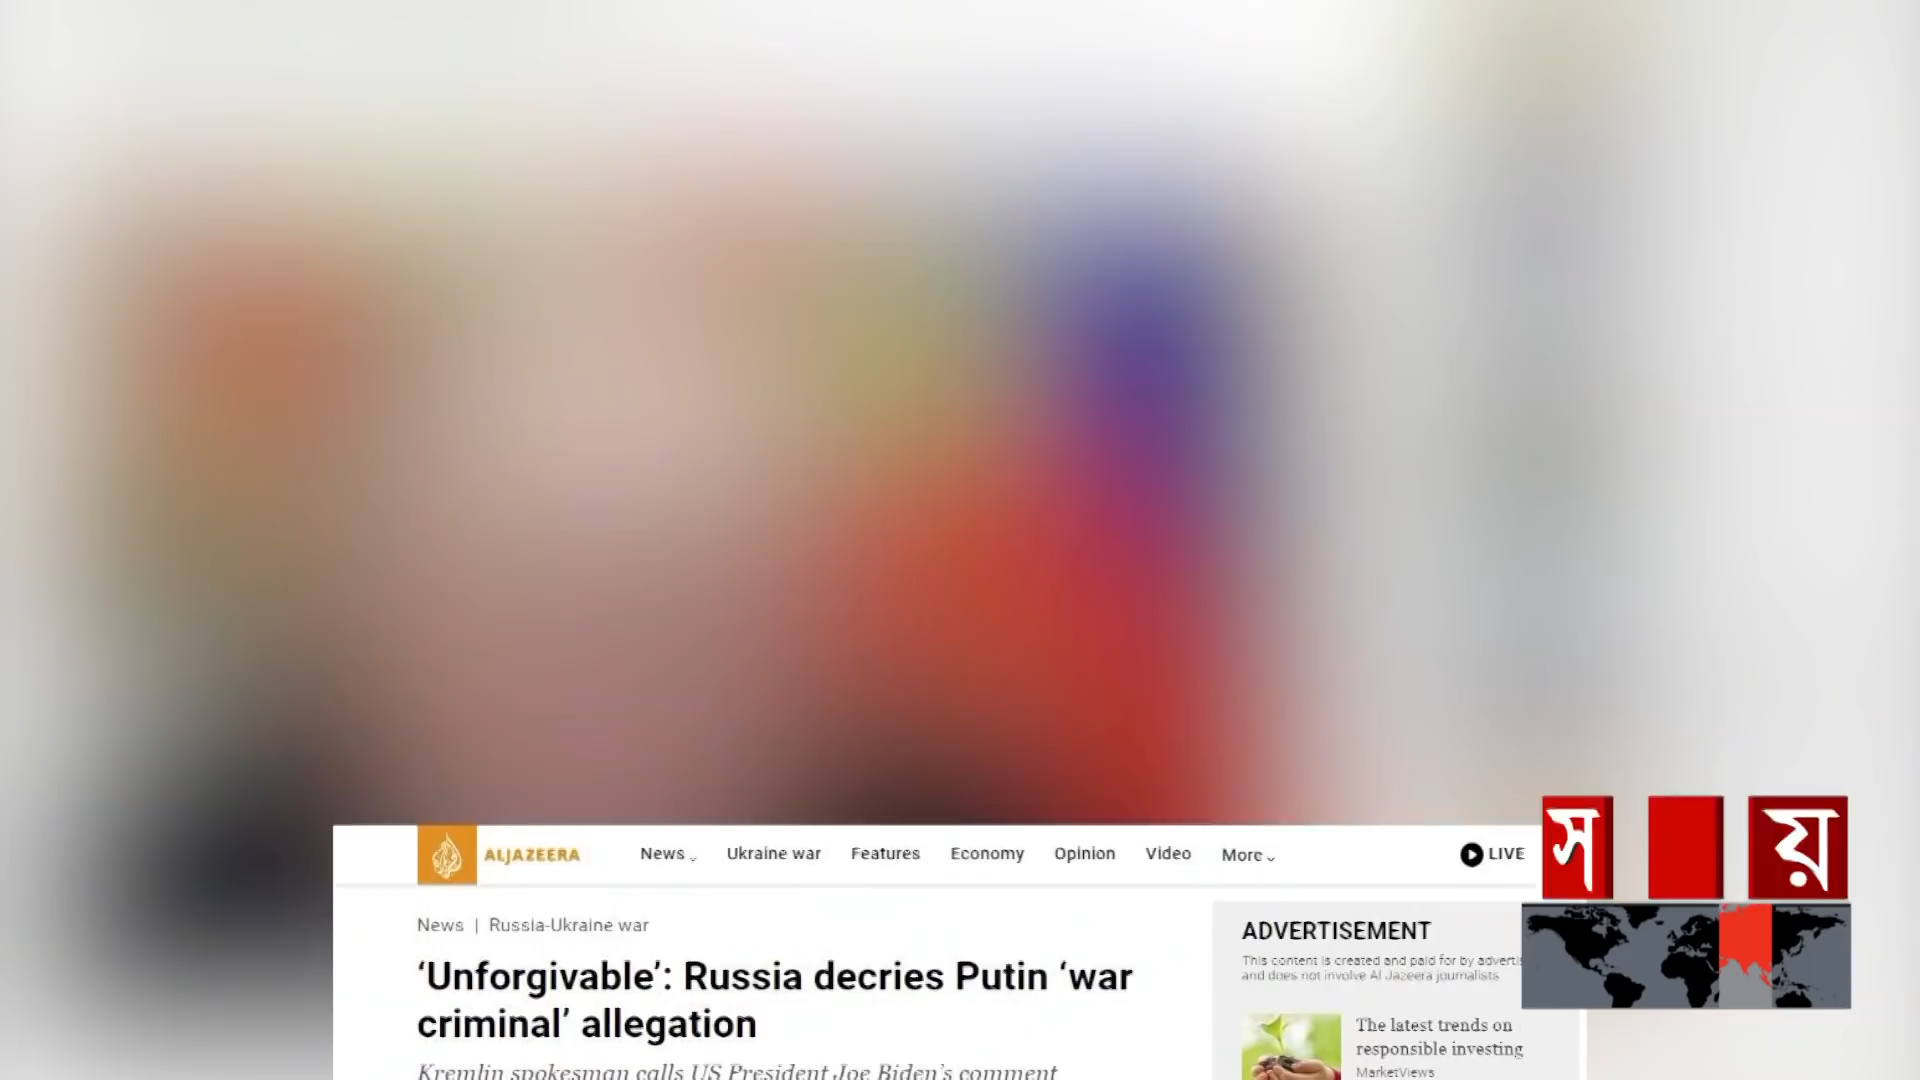 ALJAZEERA News Ukraine war Features Economy Opinion Video More LIVE
News | Russia-Ukraine war
‘Unforgivable’: Russia decries Putin ‘war
criminal’ allegation
Kremlin spokesman calls US President Joe Biden’s comment
ADVERTISEMENT
This content is created and paid for by
and does not involve Al Jazeera journalists
The latest trends on
responsible investing
MarketViews
স য়